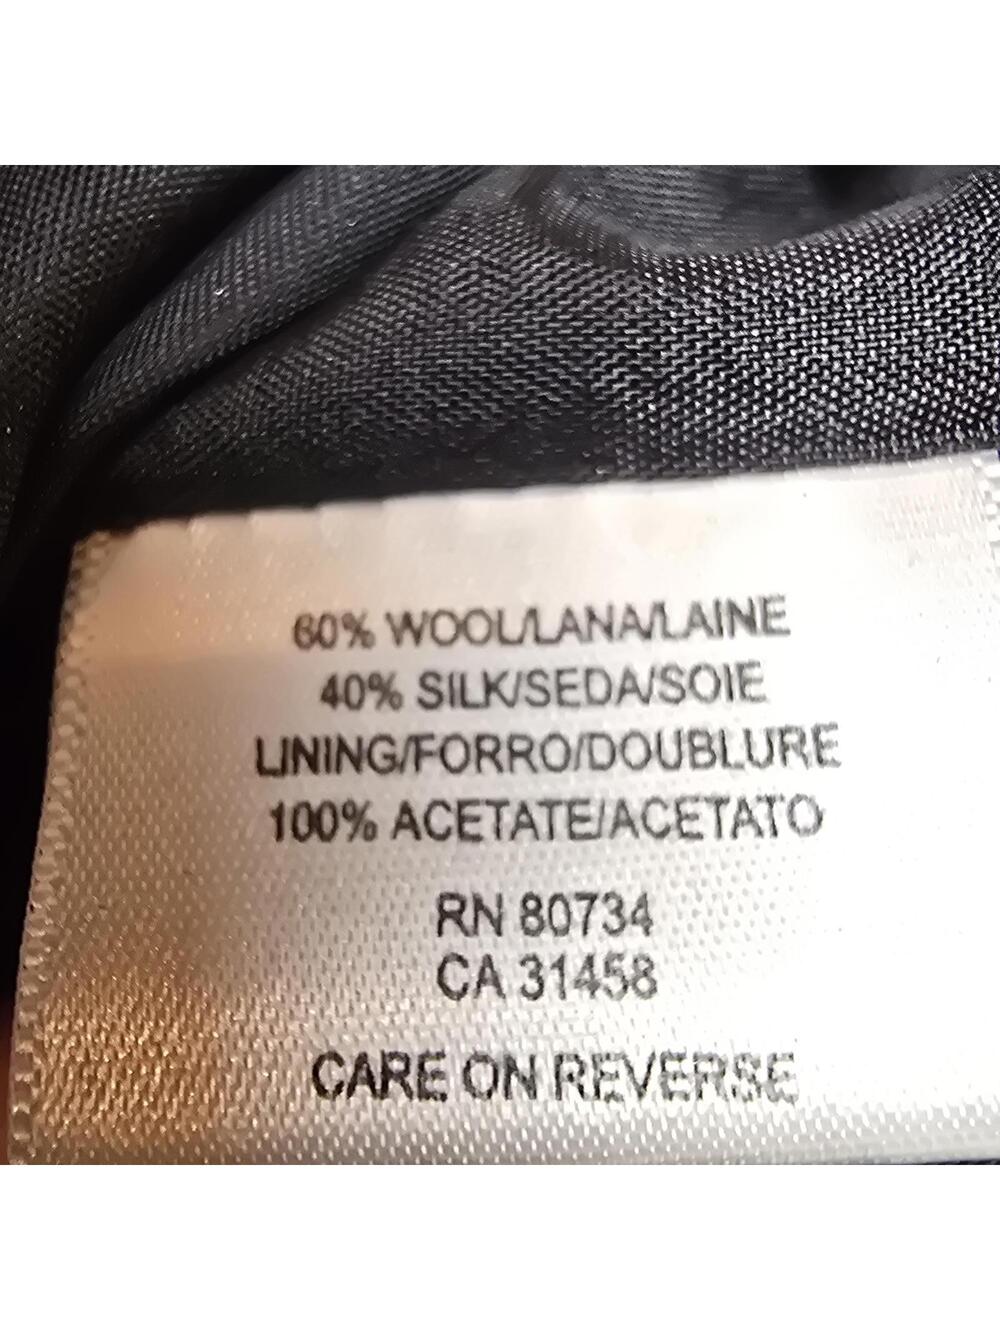 60% WOOL/LANA/LAINE
40% SILK/SEDA/SOIE
LINING/FORRO/DOUBLURE
100% ACETATE/ACETATO
RN 80734
CA 31458
CARE ON REVERSE